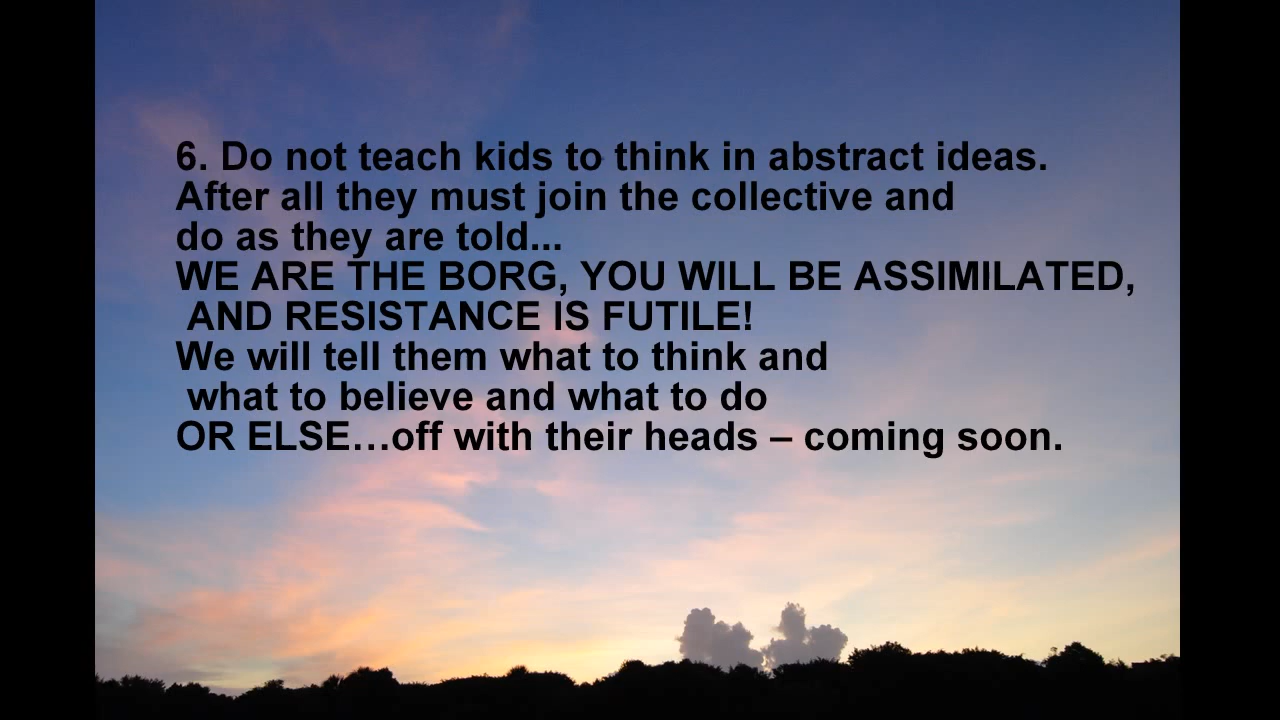 6. Do not teach kids to think in abstract ideas.
After all they must join the collective and
do as they are told...
WE ARE THE BORG, YOU WILL BE ASSIMILATED,
AND RESISTANCE IS FUTILE!
We will tell them what to think and
what to believe and what to do
OR ELSE…off with their heads – coming soon.